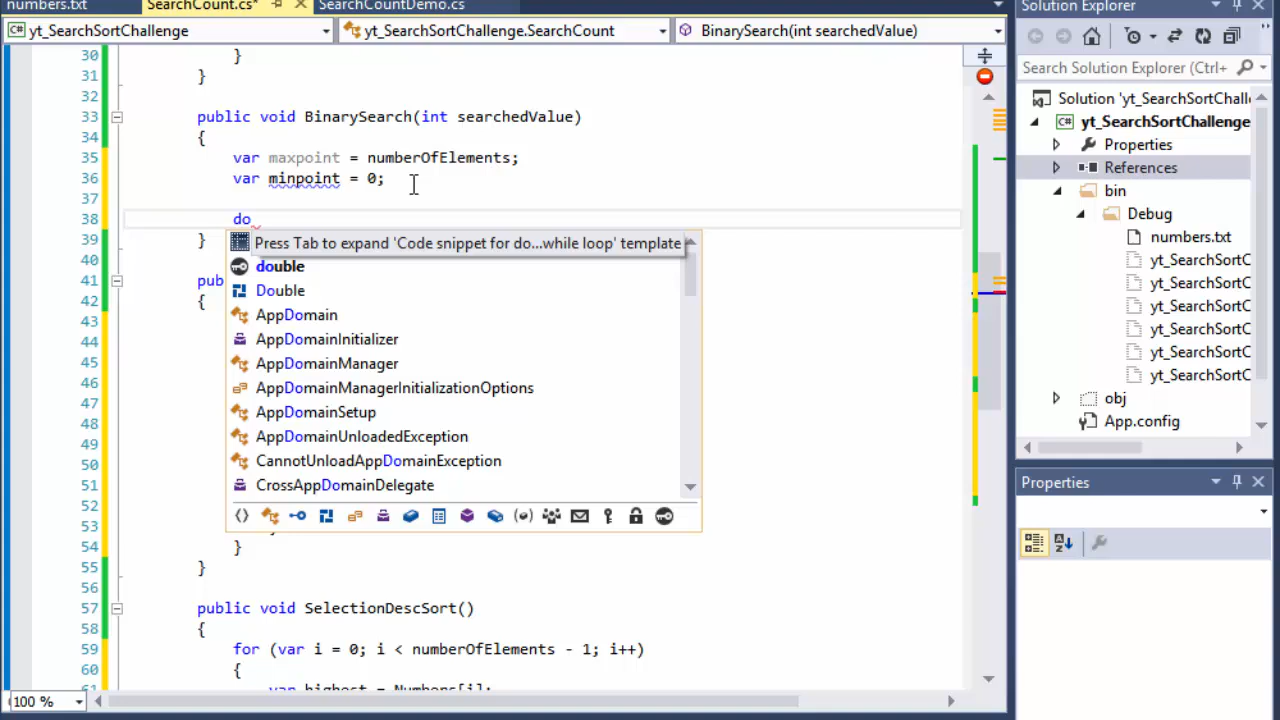 numbers.txt SearchCount.cs* SearchCountDemo.cs
yt_SearchSortChallenge yt_SearchSortChallenge.SearchCount BinarySearch(int searchedValue)
30 }
31 }
32
33 public void BinarySearch(int searchedValue)
34 {
35 var maxpoint = numberOfElements;
36 var minpoint = 0;
37
38 do
39 }
40
41 pub
42 {
43
44
45
46
47
48
49
50
51
52
53
54 }
55 }
56
57 public void SelectionDescSort()
58 {
59 for (var i = 0; i < numberOfElements - 1; i++)
60 {
61 var highest = Numbers[i];
Press Tab to expand 'Code snippet for do...while loop' template
double
Double
AppDomain
AppDomainInitializer
AppDomainManager
AppDomainManagerInitializationOptions
AppDomainSetup
AppDomainUnloadedException
CannotUnloadAppDomainException
CrossAppDomainDelegate
100 %
Solution Explorer
Search Solution Explorer (Ctrl+
Solution 'yt_SearchSortChall
C# yt_SearchSortChallenge
Properties
References
bin
Debug
numbers.txt
yt_SearchSortC
yt_SearchSortC
yt_SearchSortC
yt_SearchSortC
yt_SearchSortC
yt_SearchSortC
obj
App.config
Properties